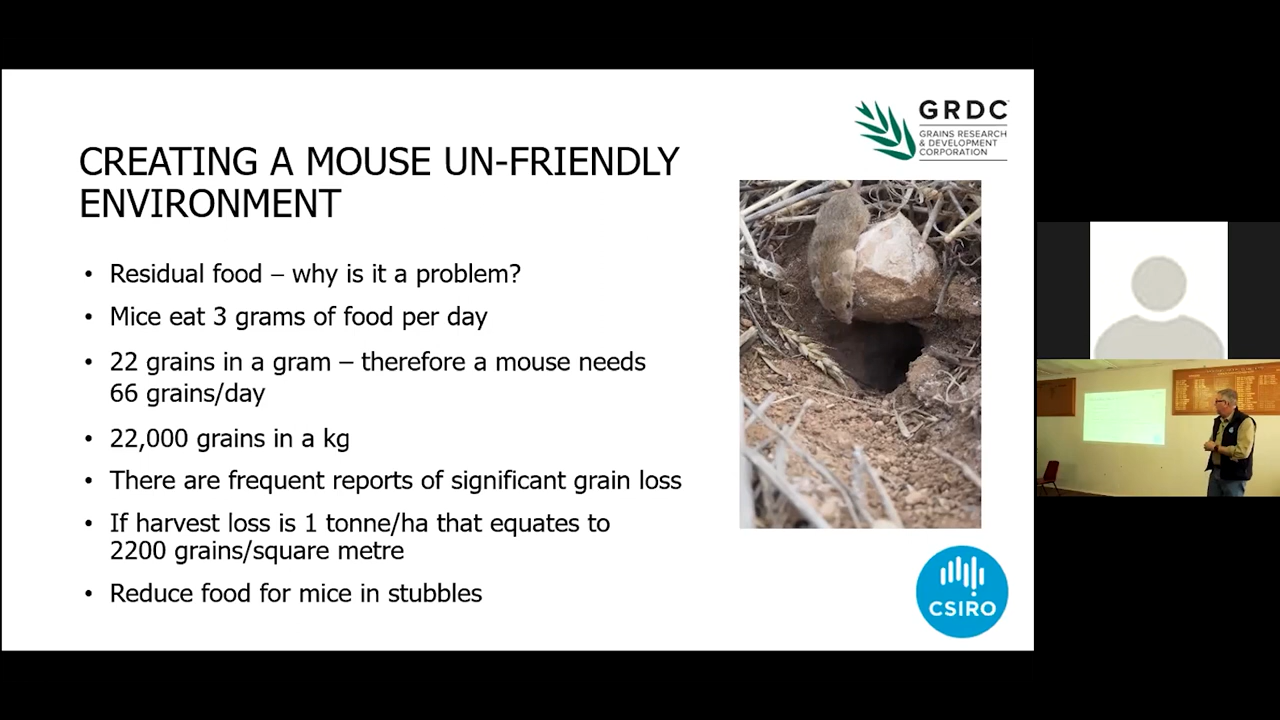 GRDC
GRAINS RESEARCH
& DEVELOPMENT
CORPORATION
CREATING A MOUSE UN-FRIENDLY
ENVIRONMENT
• Residual food – why is it a problem?
• Mice eat 3 grams of food per day
• 22 grains in a gram – therefore a mouse needs
66 grains/day
• 22,000 grains in a kg
• There are frequent reports of significant grain loss
• If harvest loss is 1 tonne/ha that equates to
2200 grains/square metre
• Reduce food for mice in stubbles
CSIRO